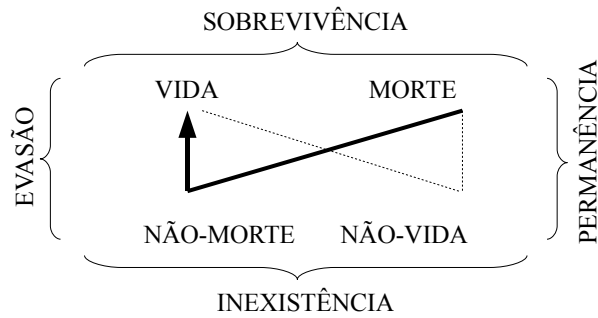 SOBREVIVÊNCIA
VIDA MORTE
EVASÃO
PERMANÊNCIA
NÃO-MORTE NÃO-VIDA
INEXISTÊNCIA